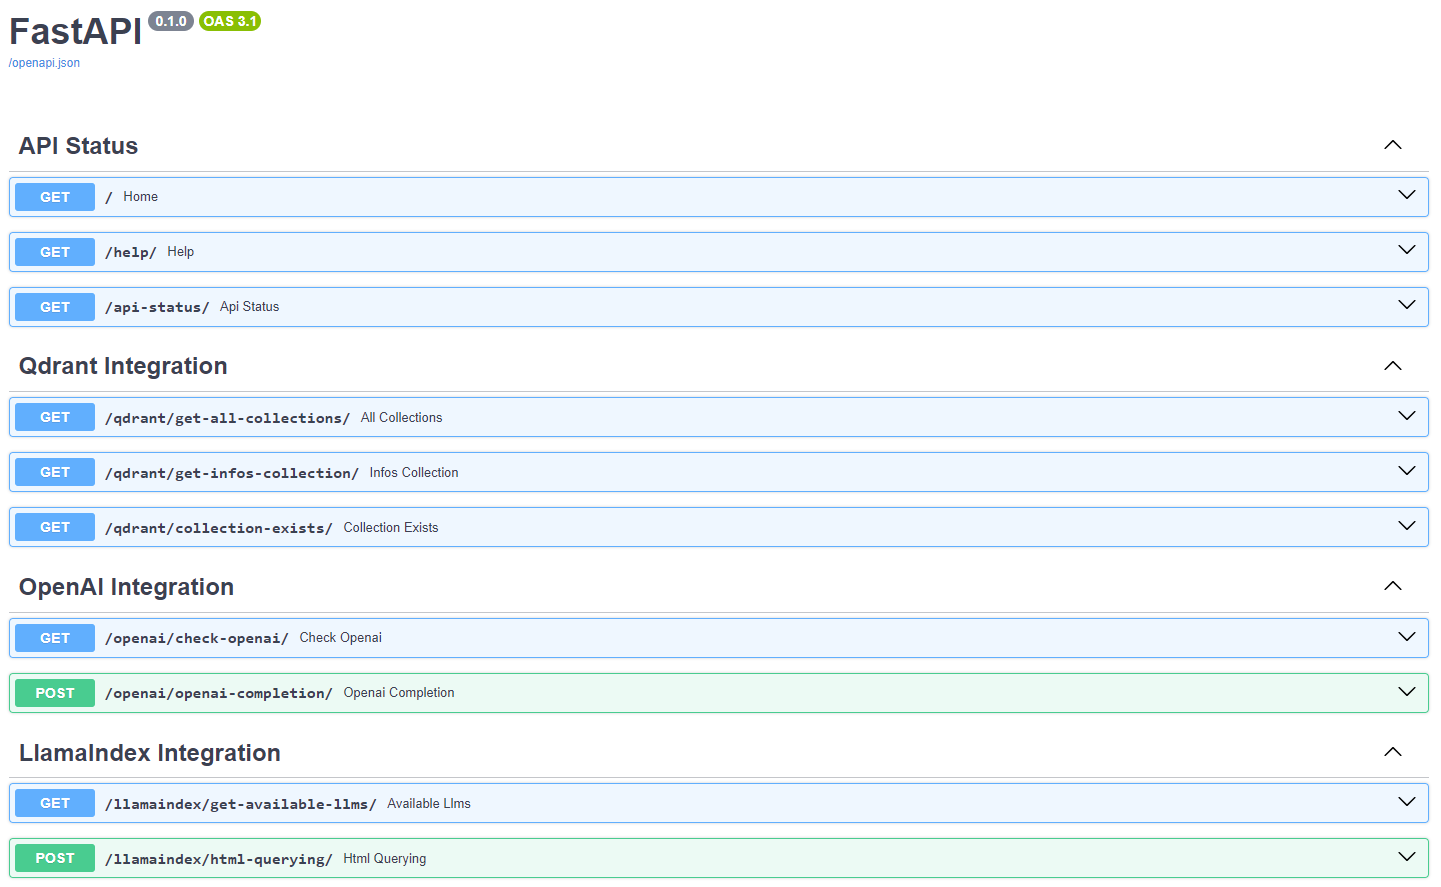 FastAPI 0.1.0 OAS 3.1
/openapi.json
API Status
GET / Home
GET /help/ Help
GET /api-status/ Api Status
Qdrant Integration
GET /qdrant/get-all-collections/ All Collections
GET /qdrant/get-infos-collection/ Infos Collection
GET /qdrant/collection-exists/ Collection Exists
OpenAI Integration
GET /openai/check-openai/ Check Openai
POST /openai/openai-completion/ Openai Completion
LlamaIndex Integration
GET /llamaindex/get-available-llms/ Available Llms
POST /llamaindex/html-querying/ Html Querying